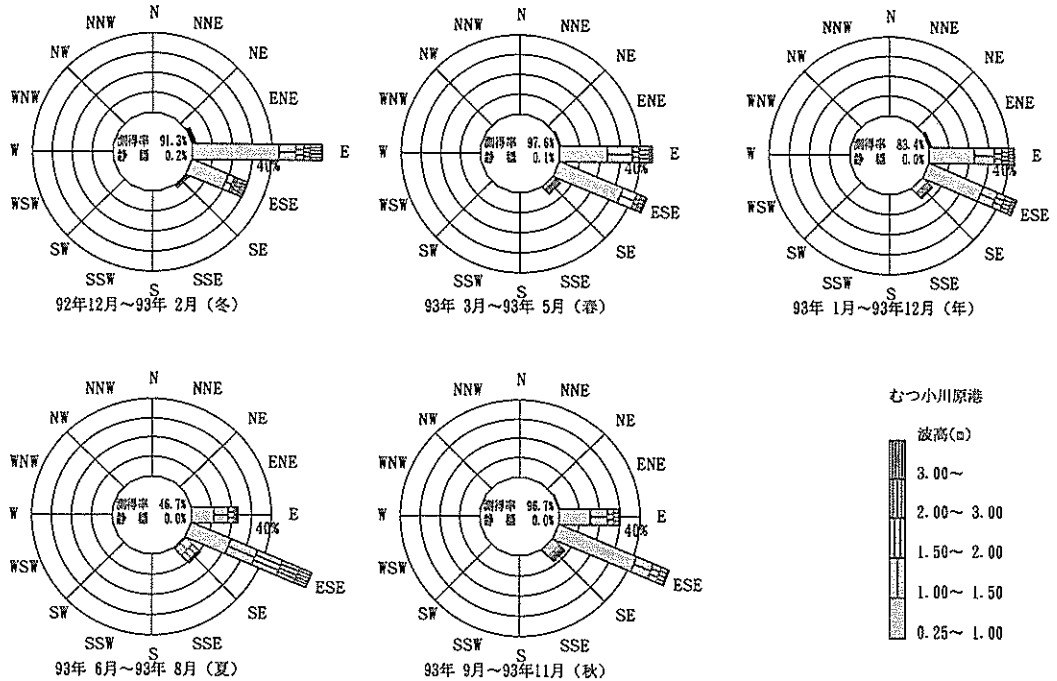 N
NNW NNE
NW NE
WNW ENE
測得率 91.3%
W 静 穏 0.2% E
40%
WSW ESE
SW SE
SSW SSE
S
92年12月～93年 2月 (冬)
N
NNW NNE
NW NE
WNW ENE
測得率 97.6%
W 静 穏 0.1% E
40%
WSW ESE
SW SE
SSW SSE
S
93年 3月～93年 5月 (春)
N
NNW NNE
NW NE
WNW ENE
測得率 83.4%
W 静 穏 0.0% E
40%
WSW ESE
SW SE
SSW SSE
S
93年 1月～93年12月 (年)
N
NNW NNE
NW NE
WNW ENE
測得率 46.7%
W 静 穏 0.0% E
40%
WSW ESE
SW SE
SSW SSE
S
93年 6月～93年 8月 (夏)
N
NNW NNE
NW NE
WNW ENE
測得率 96.7%
W 静 穏 0.0% E
40%
WSW ESE
SW SE
SSW SSE
S
93年 9月～93年11月 (秋)
むつ小川原港
波高(m)
3.00～
2.00～ 3.00
1.50～ 2.00
1.00～ 1.50
0.25～ 1.00